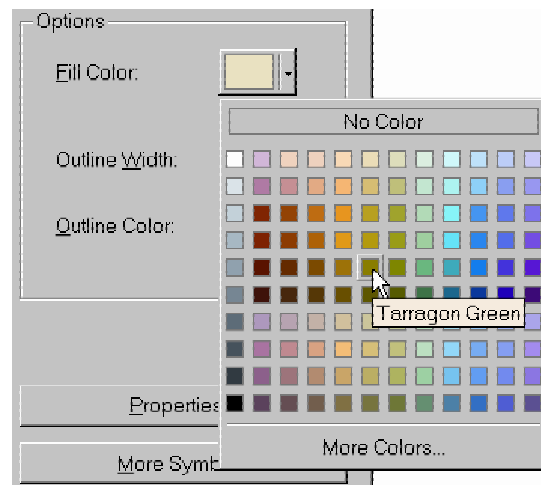 Options
Fill Color:
No Color
Outline Width:
Outline Color:
Tarragon Green
Properties
More Colors...
More Symb